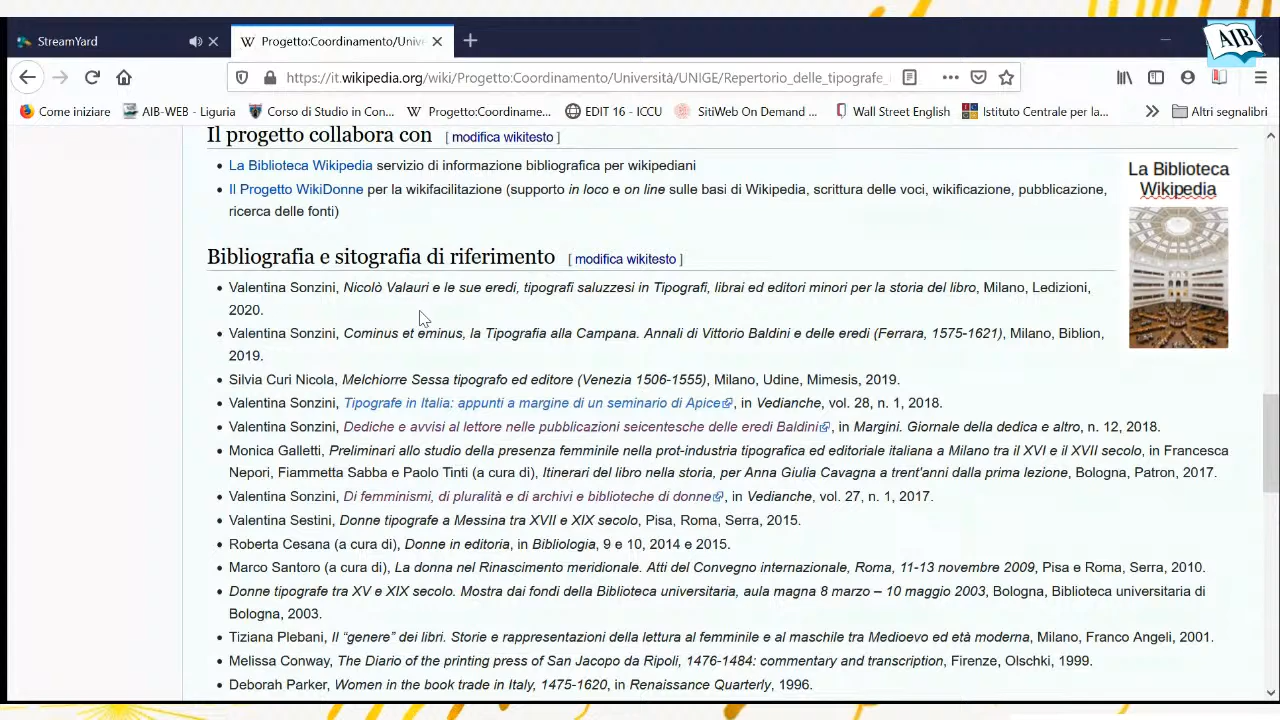 StreamYard
W Progetto:Coordinamento/Unive
AIB
https://it.wikipedia.org/wiki/Progetto:Coordinamento/Università/UNIGE/Repertorio_delle_tipografe_
Come iniziare AIB-WEB - Liguria Corso di Studio in Con... W Progetto:Coordiname... EDIT 16 - ICCU SitiWeb On Demand ... Wall Street English Istituto Centrale per la... Altri segnalibri
Il progetto collabora con [ modifica wikitesto ]
La Biblioteca Wikipedia servizio di informazione bibliografica per wikipediani
Il Progetto WikiDonne per la wikifacilitazione (supporto in loco e on line sulle basi di Wikipedia, scrittura delle voci, wikificazione, pubblicazione,
ricerca delle fonti)
La Biblioteca
Wikipedia
Bibliografia e sitografia di riferimento [ modifica wikitesto ]
Valentina Sonzini, Nicolò Valauri e le sue eredi, tipografi saluzzesi in Tipografi, librai ed editori minori per la storia del libro, Milano, Ledizioni,
2020.
Valentina Sonzini, Cominus et eminus, la Tipografia alla Campana. Annali di Vittorio Baldini e delle eredi (Ferrara, 1575-1621), Milano, Biblion,
2019.
Silvia Curi Nicola, Melchiorre Sessa tipografo ed editore (Venezia 1506-1555), Milano, Udine, Mimesis, 2019.
Valentina Sonzini, Tipografe in Italia: appunti a margine di un seminario di Apice, in Vedianche, vol. 28, n. 1, 2018.
Valentina Sonzini, Dediche e avvisi al lettore nelle pubblicazioni seicentesche delle eredi Baldini, in Margini. Giornale della dedica e altro, n. 12, 2018.
Monica Galletti, Preliminari allo studio della presenza femminile nella prot-industria tipografica ed editoriale italiana a Milano tra il XVI e il XVII secolo, in Francesca
Nepori, Fiammetta Sabba e Paolo Tinti (a cura di), Itinerari del libro nella storia, per Anna Giulia Cavagna a trent'anni dalla prima lezione, Bologna, Patron, 2017.
Valentina Sonzini, Di femminismi, di pluralità e di archivi e biblioteche di donne, in Vedianche, vol. 27, n. 1, 2017.
Valentina Sestini, Donne tipografe a Messina tra XVII e XIX secolo, Pisa, Roma, Serra, 2015.
Roberta Cesana (a cura di), Donne in editoria, in Bibliologia, 9 e 10, 2014 e 2015.
Marco Santoro (a cura di), La donna nel Rinascimento meridionale. Atti del Convegno internazionale, Roma, 11-13 novembre 2009, Pisa e Roma, Serra, 2010.
Donne tipografe tra XV e XIX secolo. Mostra dai fondi della Biblioteca universitaria, aula magna 8 marzo – 10 maggio 2003, Bologna, Biblioteca universitaria di
Bologna, 2003.
Tiziana Plebani, Il “genere” dei libri. Storie e rappresentazioni della lettura al femminile e al maschile tra Medioevo ed età moderna, Milano, Franco Angeli, 2001.
Melissa Conway, The Diario of the printing press of San Jacopo da Ripoli, 1476-1484: commentary and transcription, Firenze, Olschki, 1999.
Deborah Parker, Women in the book trade in Italy, 1475-1620, in Renaissance Quarterly, 1996.